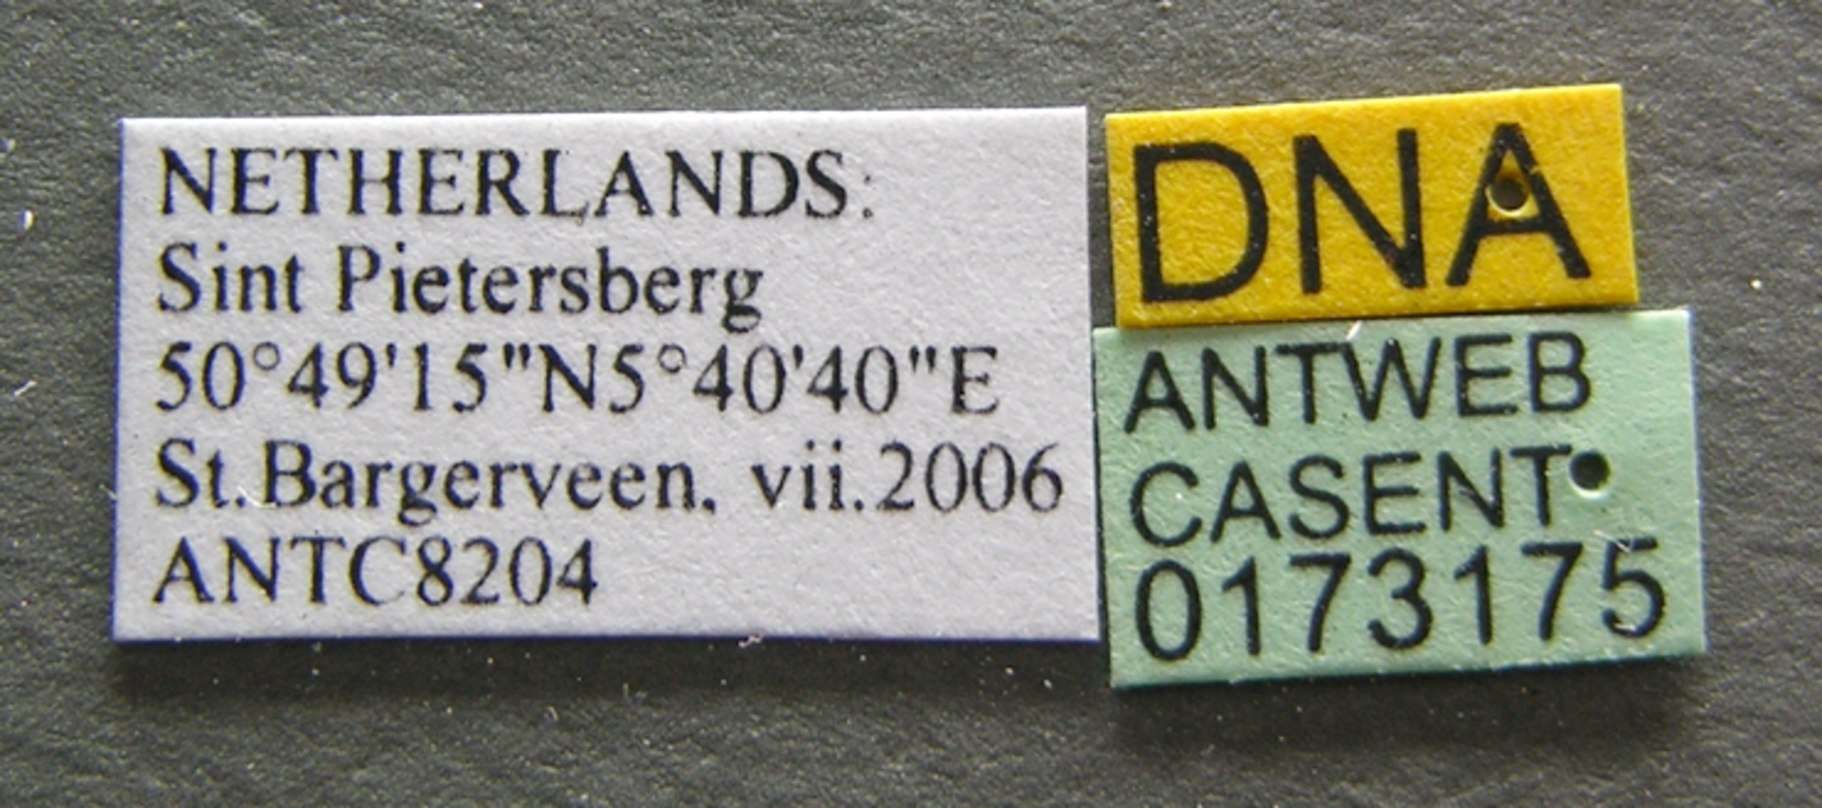 NETHERLANDS:
Sint Pietersberg
50°49'15"N5°40'40"E
St.Bargerveen, vii.2006
ANTC8204
DNA
ANTWEB
CASENT
0173175